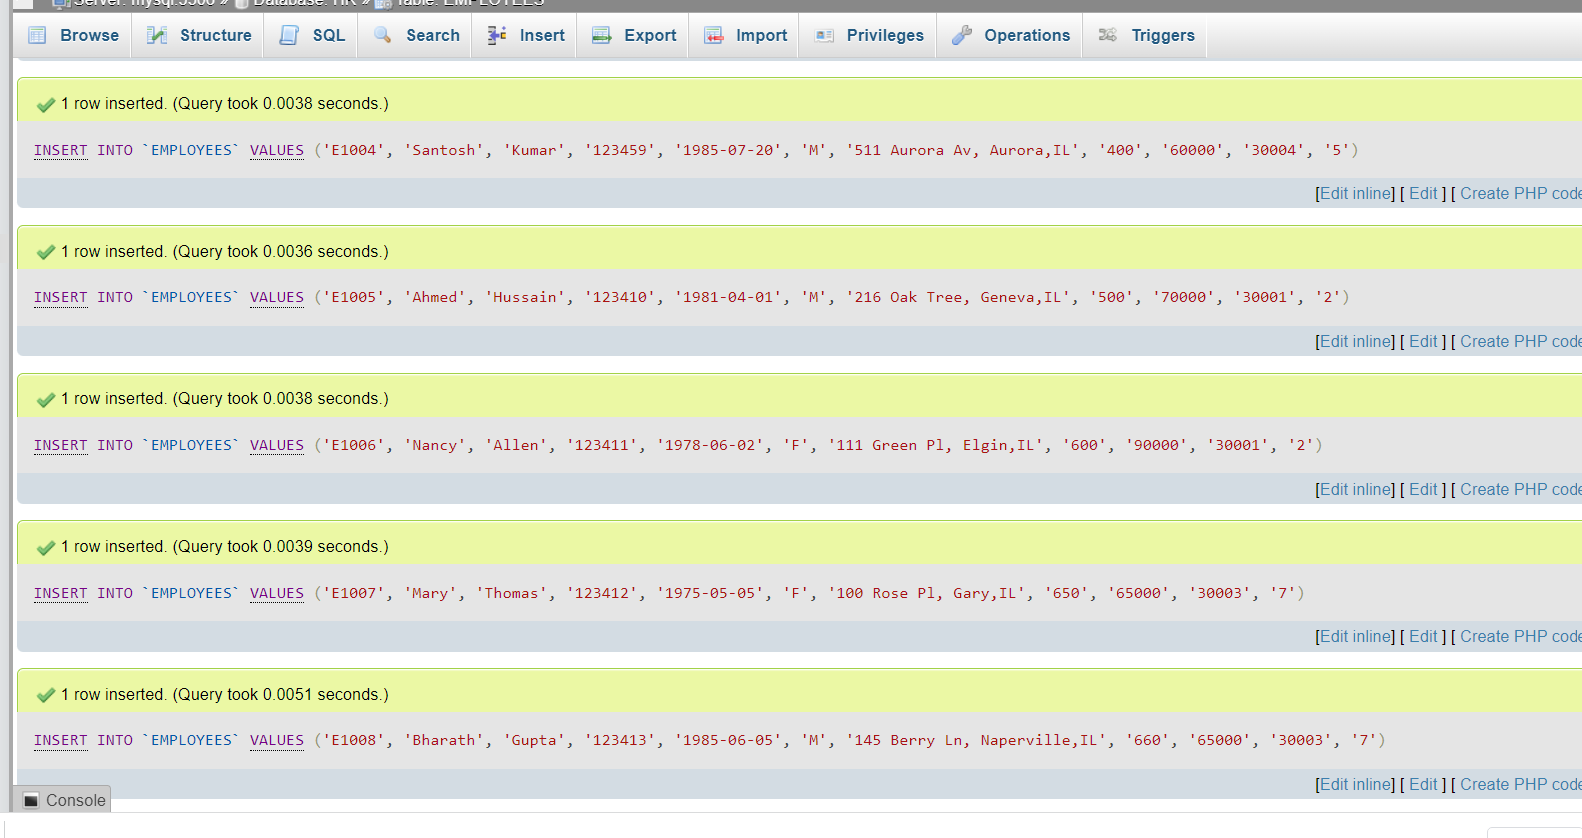 Server: mysql:3306 » Database: HR » Table: EMPLOYEES
Browse Structure SQL Search Insert Export Import Privileges Operations Triggers
1 row inserted. (Query took 0.0038 seconds.)
INSERT INTO `EMPLOYEES` VALUES ('E1004', 'Santosh', 'Kumar', '123459', '1985-07-20', 'M', '511 Aurora Av, Aurora,IL', '400', '60000', '30004', '5')
[Edit inline] [ Edit ] [ Create PHP code
1 row inserted. (Query took 0.0036 seconds.)
INSERT INTO `EMPLOYEES` VALUES ('E1005', 'Ahmed', 'Hussain', '123410', '1981-04-01', 'M', '216 Oak Tree, Geneva,IL', '500', '70000', '30001', '2')
[Edit inline] [ Edit ] [ Create PHP code
1 row inserted. (Query took 0.0038 seconds.)
INSERT INTO `EMPLOYEES` VALUES ('E1006', 'Nancy', 'Allen', '123411', '1978-06-02', 'F', '111 Green Pl, Elgin,IL', '600', '90000', '30001', '2')
[Edit inline] [ Edit ] [ Create PHP code
1 row inserted. (Query took 0.0039 seconds.)
INSERT INTO `EMPLOYEES` VALUES ('E1007', 'Mary', 'Thomas', '123412', '1975-05-05', 'F', '100 Rose Pl, Gary,IL', '650', '65000', '30003', '7')
[Edit inline] [ Edit ] [ Create PHP code
1 row inserted. (Query took 0.0051 seconds.)
INSERT INTO `EMPLOYEES` VALUES ('E1008', 'Bharath', 'Gupta', '123413', '1985-06-05', 'M', '145 Berry Ln, Naperville,IL', '660', '65000', '30003', '7')
[Edit inline] [ Edit ] [ Create PHP code
Console